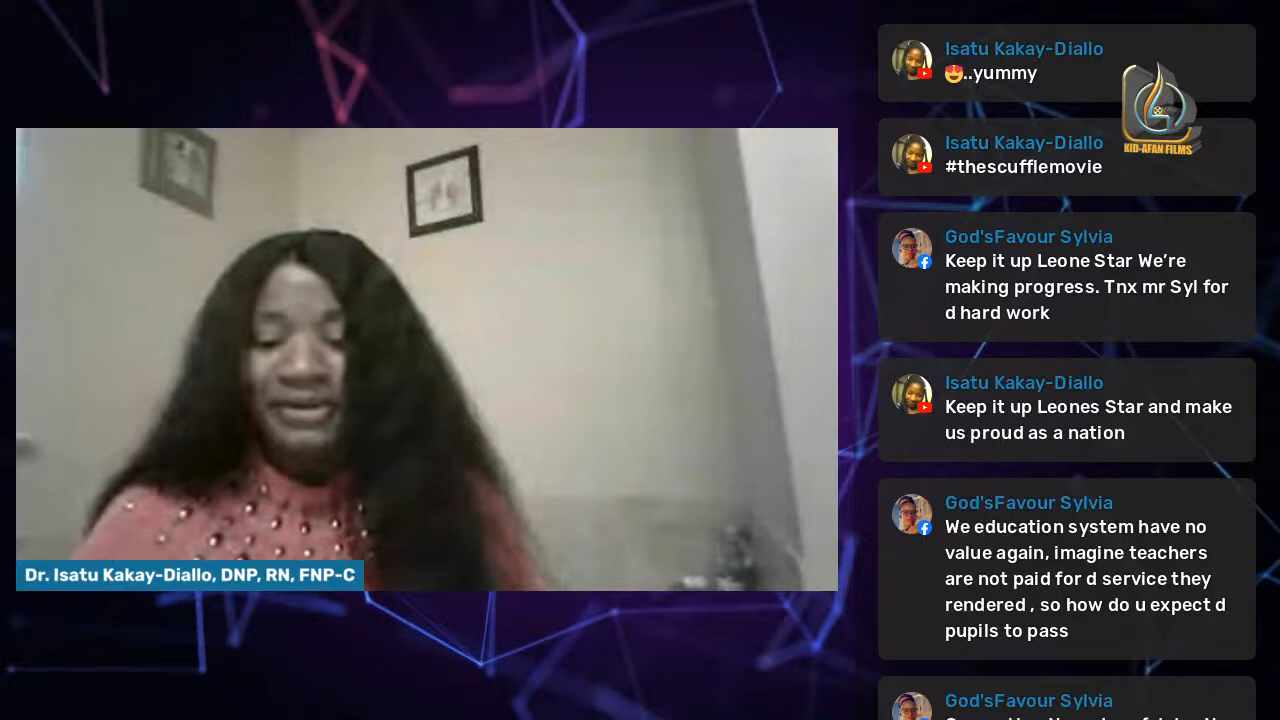 Isatu Kakay-Diallo
😍..yummy
KID-AFAN FILMS
Isatu Kakay-Diallo
#thescufflemovie
God'sFavour Sylvia
Keep it up Leone Star We’re
making progress. Tnx mr Syl for
d hard work
Isatu Kakay-Diallo
Keep it up Leones Star and make
us proud as a nation
God'sFavour Sylvia
We education system have no
value again, imagine teachers
are not paid for d service they
rendered , so how do u expect d
pupils to pass
God'sFavour Sylvia
Dr. Isatu Kakay-Diallo, DNP, RN, FNP-C